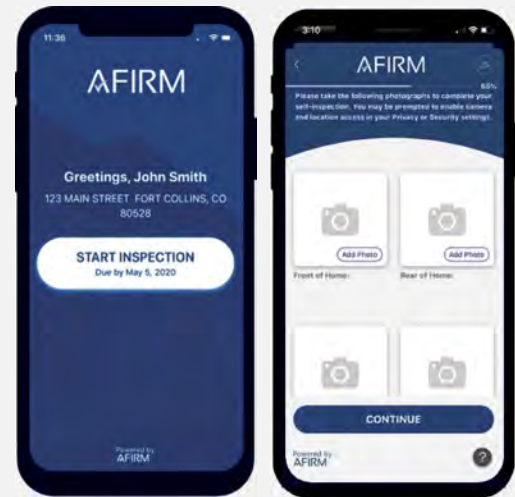 11:36
AFIRM
Greetings, John Smith
123 MAIN STREET FORT COLLINS, CO
80528
START INSPECTION
Due by May 5, 2020
Powered by
AFIRM
3:10
AFIRM
65%
Please take the following photographs to complete your
self-inspection. You may be prompted to enable camera
and location access in your Privacy or Security settings.
Add Photo
Add Photo
Front of Home:
Rear of Home:
CONTINUE
Powered by
AFIRM
?